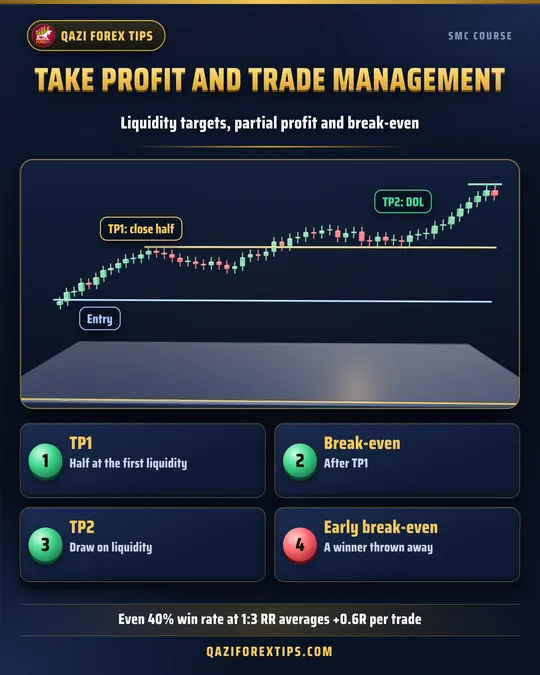 QAZI FOREX TIPS
SMC COURSE
TAKE PROFIT AND TRADE MANAGEMENT
Liquidity targets, partial profit and break-even
TP2: DOL
TP1: close half
Entry
1
TP1
Half at the first liquidity
2
Break-even
After TP1
3
TP2
Draw on liquidity
4
Early break-even
A winner thrown away
Even 40% win rate at 1:3 RR averages +0.6R per trade
QAZIFOREXTIPS.COM